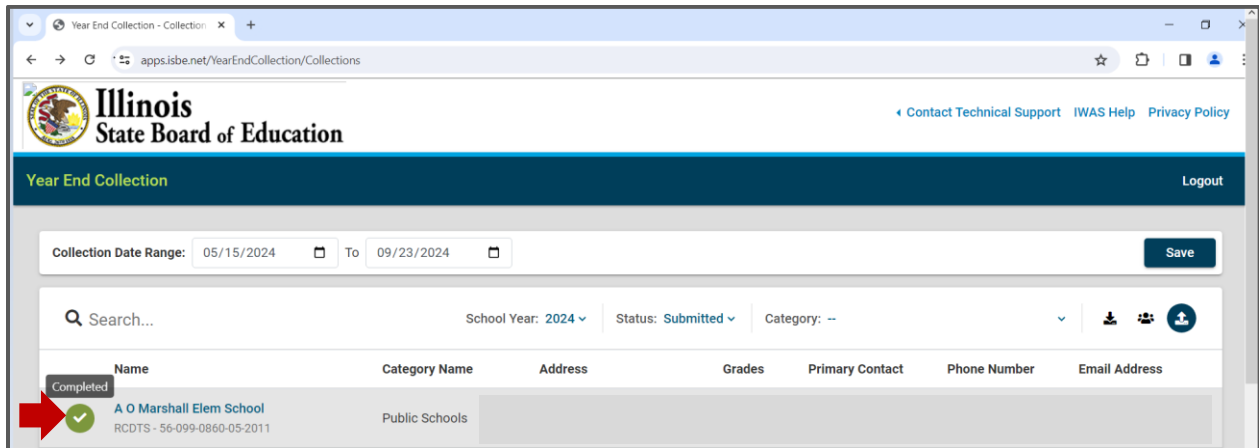 Year End Collection - Collection
apps.isbe.net/YearEndCollection/Collections
Illinois
State Board of Education
Contact Technical Support IWAS Help Privacy Policy
Year End Collection Logout
Collection Date Range: 05/15/2024 To 09/23/2024 Save
Search... School Year: 2024 Status: Submitted Category: --
Name Category Name Address Grades Primary Contact Phone Number Email Address
Completed
A O Marshall Elem School Public Schools
RCDTS - 56-099-0860-05-2011